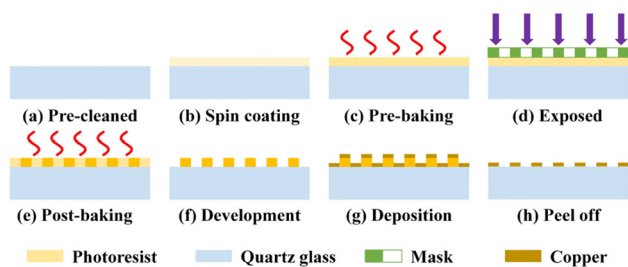 (a) Pre-cleaned
(b) Spin coating
(c) Pre-baking
(d) Exposed
(e) Post-baking
(f) Development
(g) Deposition
(h) Peel off
Photoresist
Quartz glass
Mask
Copper